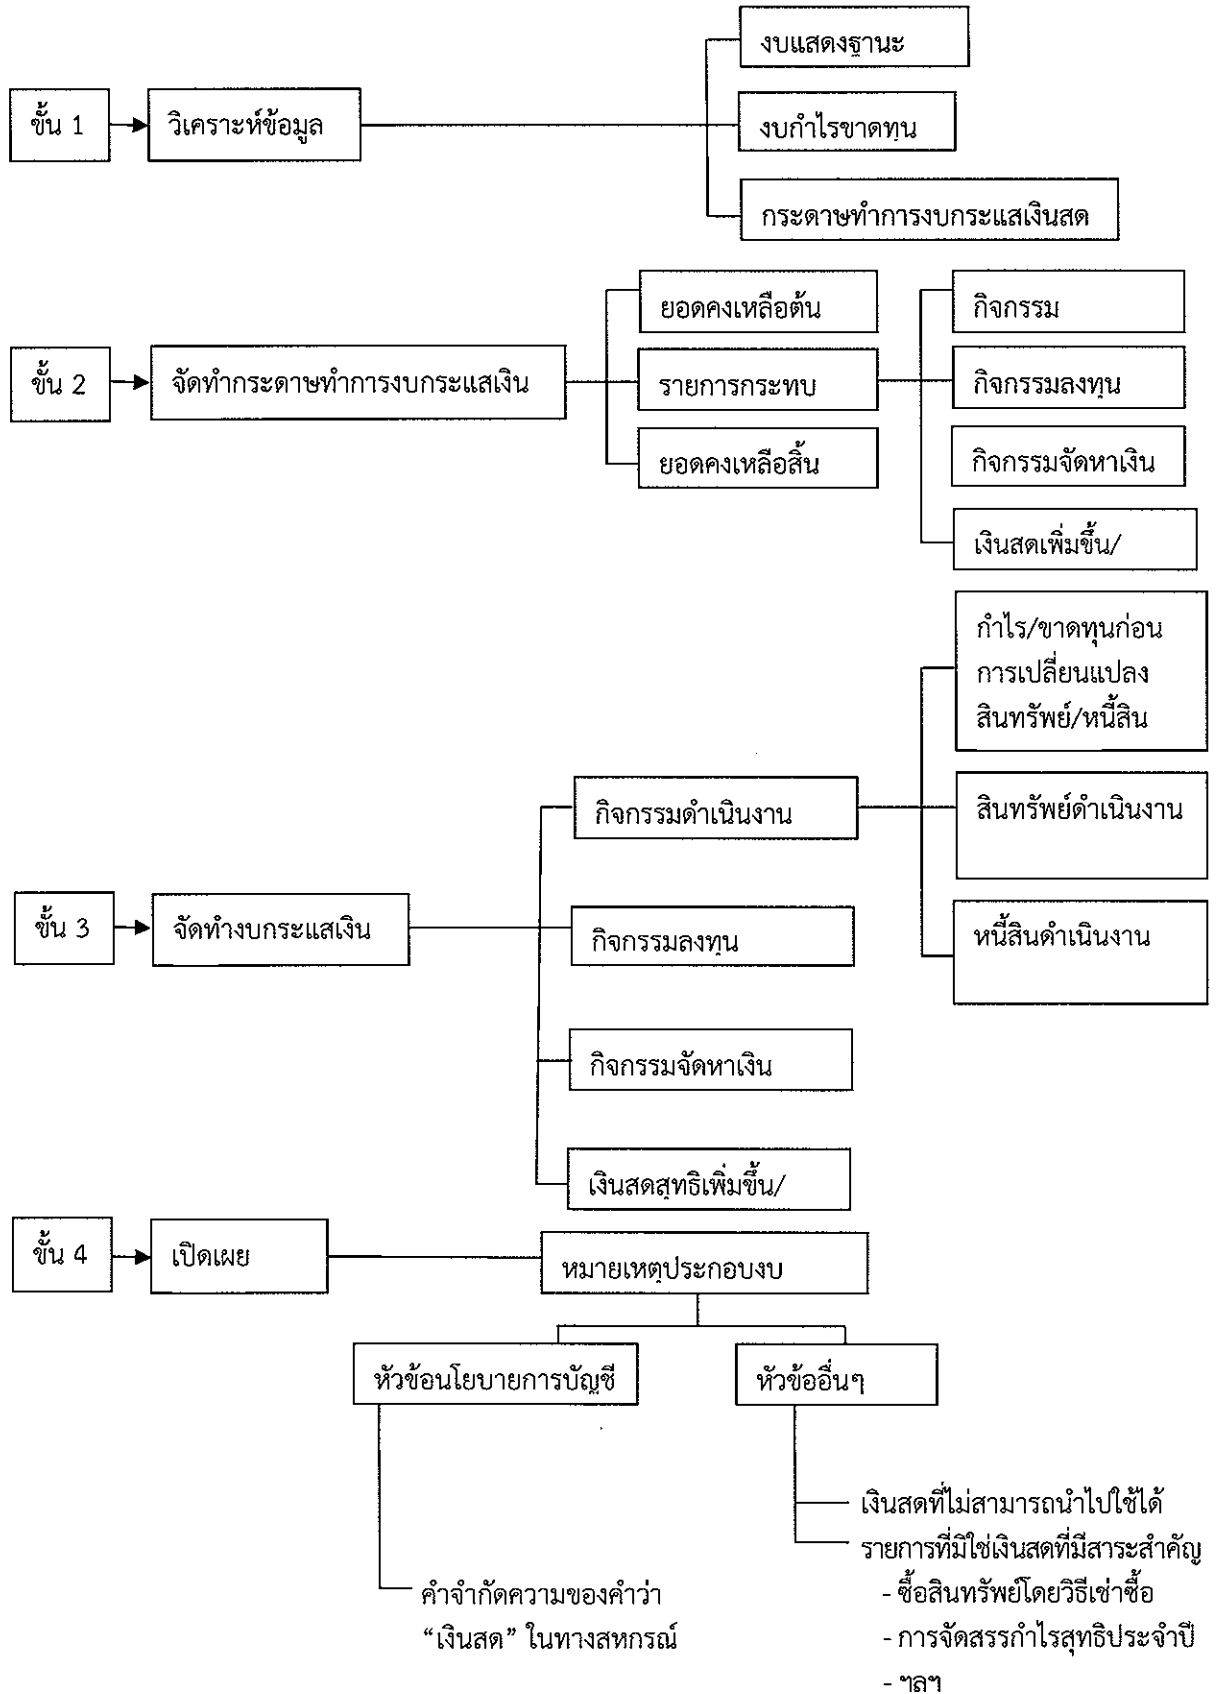 งบแสดงฐานะ
ขั้น 1
วิเคราะห์ข้อมูล
งบกำไรขาดทุน
กระดาษทำการงบกระแสเงินสด
ยอดคงเหลือต้น
กิจกรรม
ขั้น 2
จัดทำกระดาษทำการงบกระแสเงิน
รายการกระทบ
กิจกรรมลงทุน
ยอดคงเหลือสิ้น
กิจกรรมจัดหาเงิน
เงินสดเพิ่มขึ้น/
กำไร/ขาดทุนก่อน
การเปลี่ยนแปลง
สินทรัพย์/หนี้สิน
กิจกรรมดำเนินงาน
สินทรัพย์ดำเนินงาน
ขั้น 3
จัดทำงบกระแสเงิน
กิจกรรมลงทุน
หนี้สินดำเนินงาน
กิจกรรมจัดหาเงิน
เงินสดสุทธิเพิ่มขึ้น/
ขั้น 4
เปิดเผย
หมายเหตุประกอบงบ
หัวข้อนโยบายการบัญชี
หัวข้ออื่นๆ
เงินสดที่ไม่สามารถนำไปใช้ได้
รายการที่มิใช่เงินสดที่มีสาระสำคัญ
- ซื้อสินทรัพย์โดยวิธีเช่าซื้อ
- การจัดสรรกำไรสุทธิประจำปี
- ฯลฯ
คำจำกัดความของคำว่า
“เงินสด” ในทางสหกรณ์